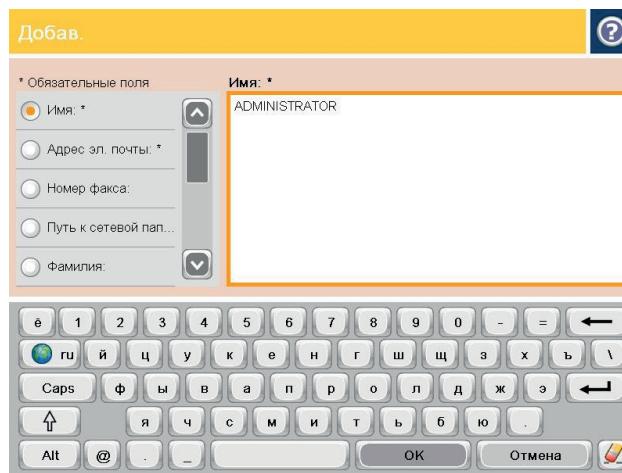 Добав.
* Обязательные поля
Имя: *
Имя: *
ADMINISTRATOR
Адрес эл. почты: *
Номер факса:
Путь к сетевой пап...
Фамилия:
ё 1 2 3 4 5 6 7 8 9 0 - =
ru й ц у к е н г ш щ з х ъ \
Caps ф ы в а п р о л д ж э
я ч с м и т ь б ю .
Alt @ . _ OK Отмена